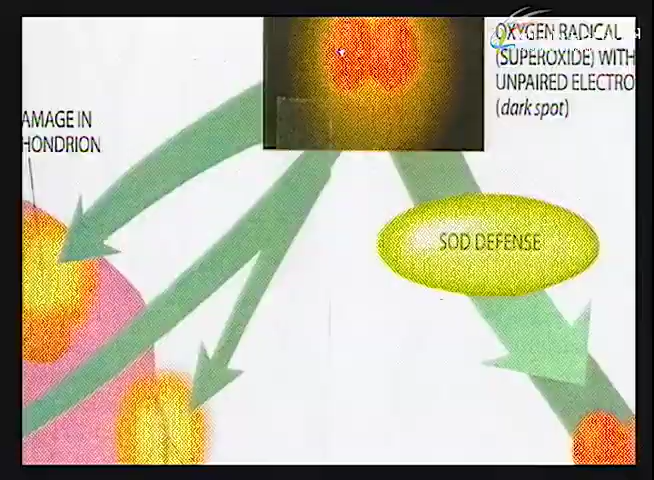 OXYGEN RADICAL
(SUPEROXIDE) WITH
UNPAIRED ELECTRO
(dark spot)
AMAGE IN
HONDRION
SOD DEFENSE